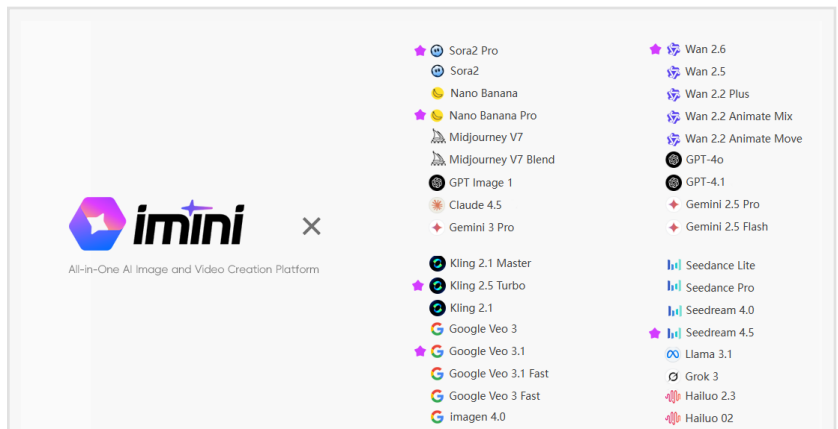 imini
All-in-One AI Image and Video Creation Platform
×
Sora2 Pro
Sora2
Nano Banana
Nano Banana Pro
Midjourney V7
Midjourney V7 Blend
GPT Image 1
Claude 4.5
Gemini 3 Pro
Kling 2.1 Master
Kling 2.5 Turbo
Kling 2.1
Google Veo 3
Google Veo 3.1
Google Veo 3.1 Fast
Google Veo 3 Fast
imagen 4.0
Wan 2.6
Wan 2.5
Wan 2.2 Plus
Wan 2.2 Animate Mix
Wan 2.2 Animate Move
GPT-4o
GPT-4.1
Gemini 2.5 Pro
Gemini 2.5 Flash
Seedance Lite
Seedance Pro
Seedream 4.0
Seedream 4.5
Llama 3.1
Grok 3
Hailuo 2.3
Hailuo 02